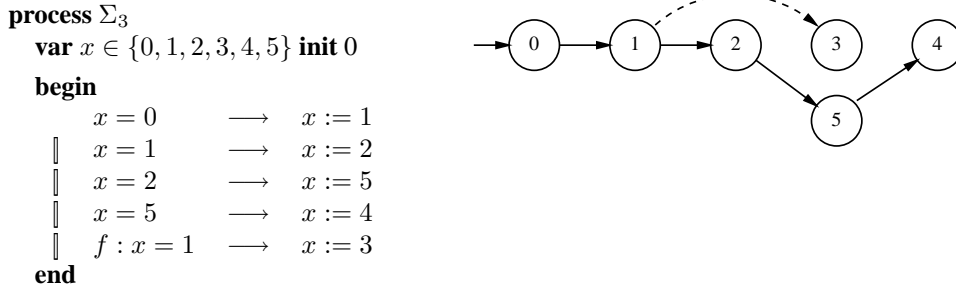 process Σ₃
var x ∈ {0, 1, 2, 3, 4, 5} init 0
begin
x = 0 ⟶ x := 1
▯ x = 1 ⟶ x := 2
▯ x = 2 ⟶ x := 5
▯ x = 5 ⟶ x := 4
▯ f : x = 1 ⟶ x := 3
end
0 1 2 3 4
5